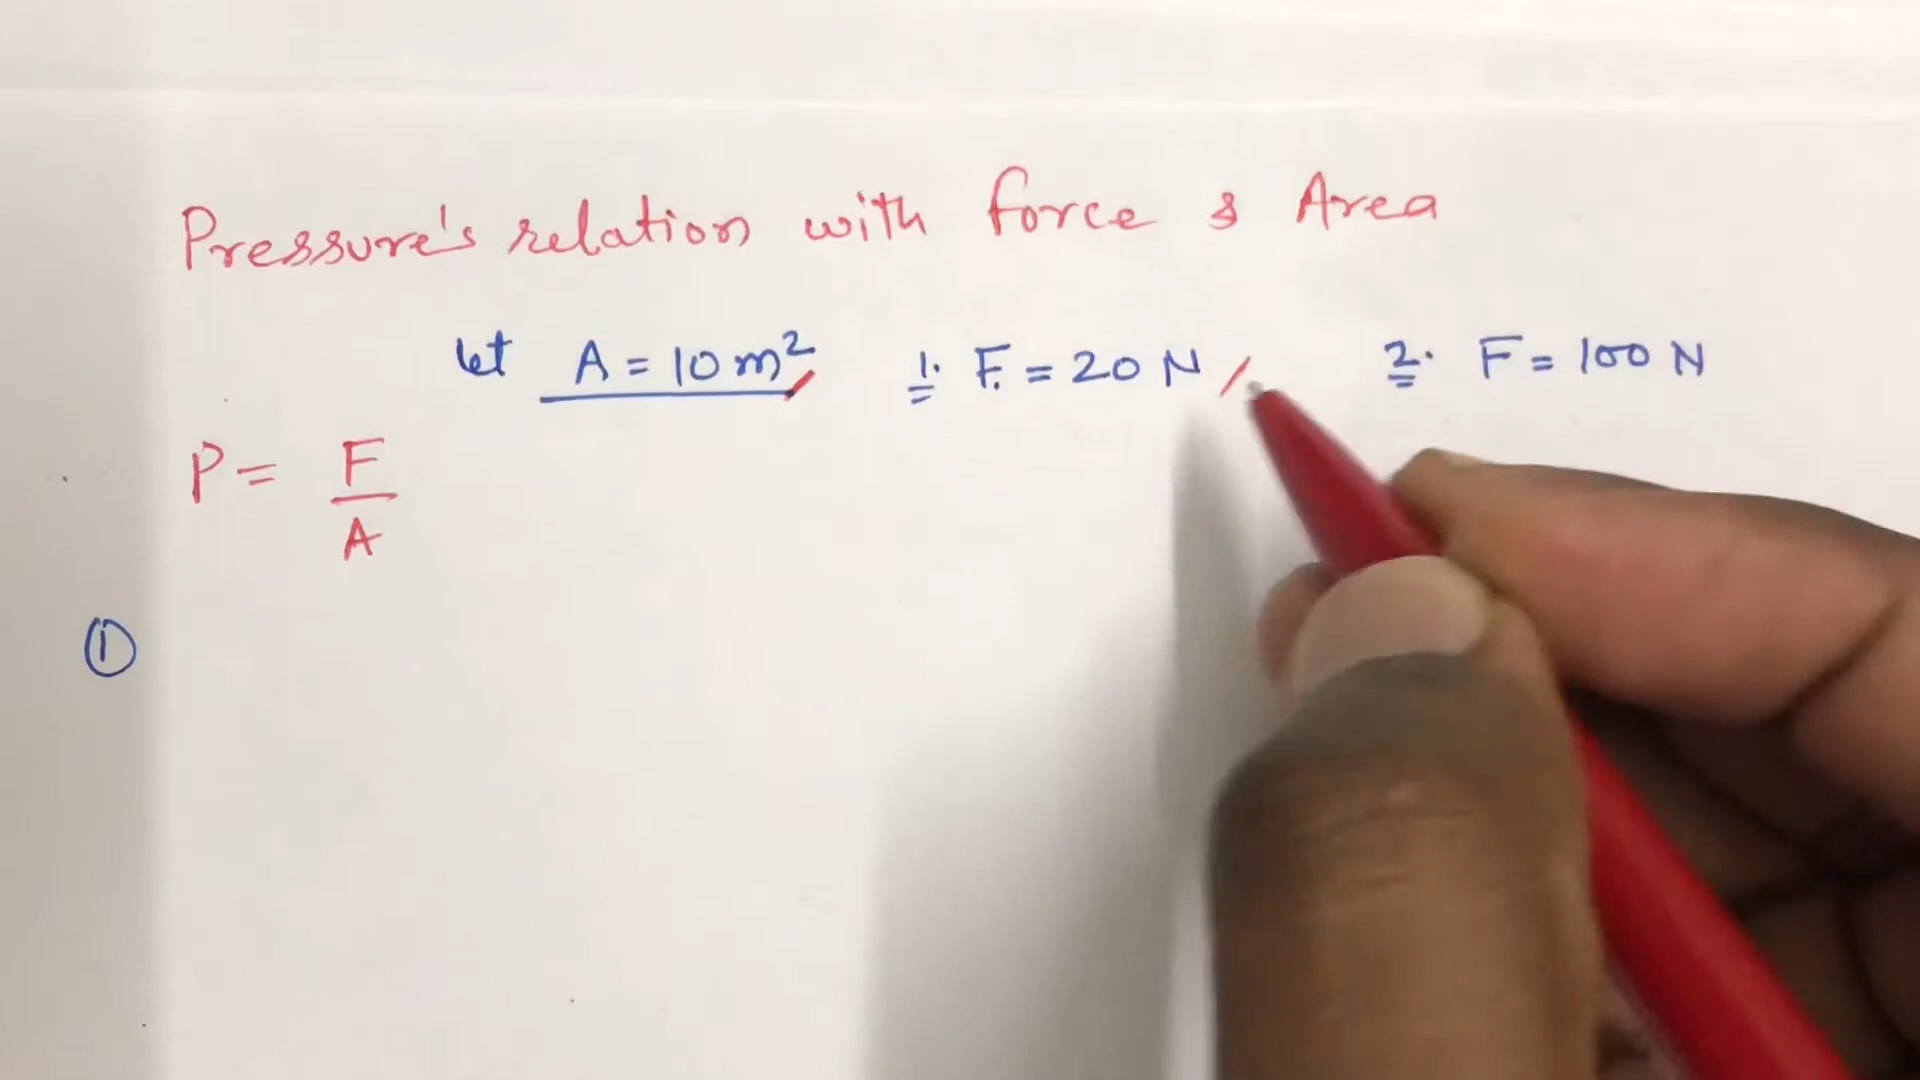 Pressure's relation with force & Area
let A = 10 m² 1. F = 20 N 2. F = 100 N
P = F/A
①